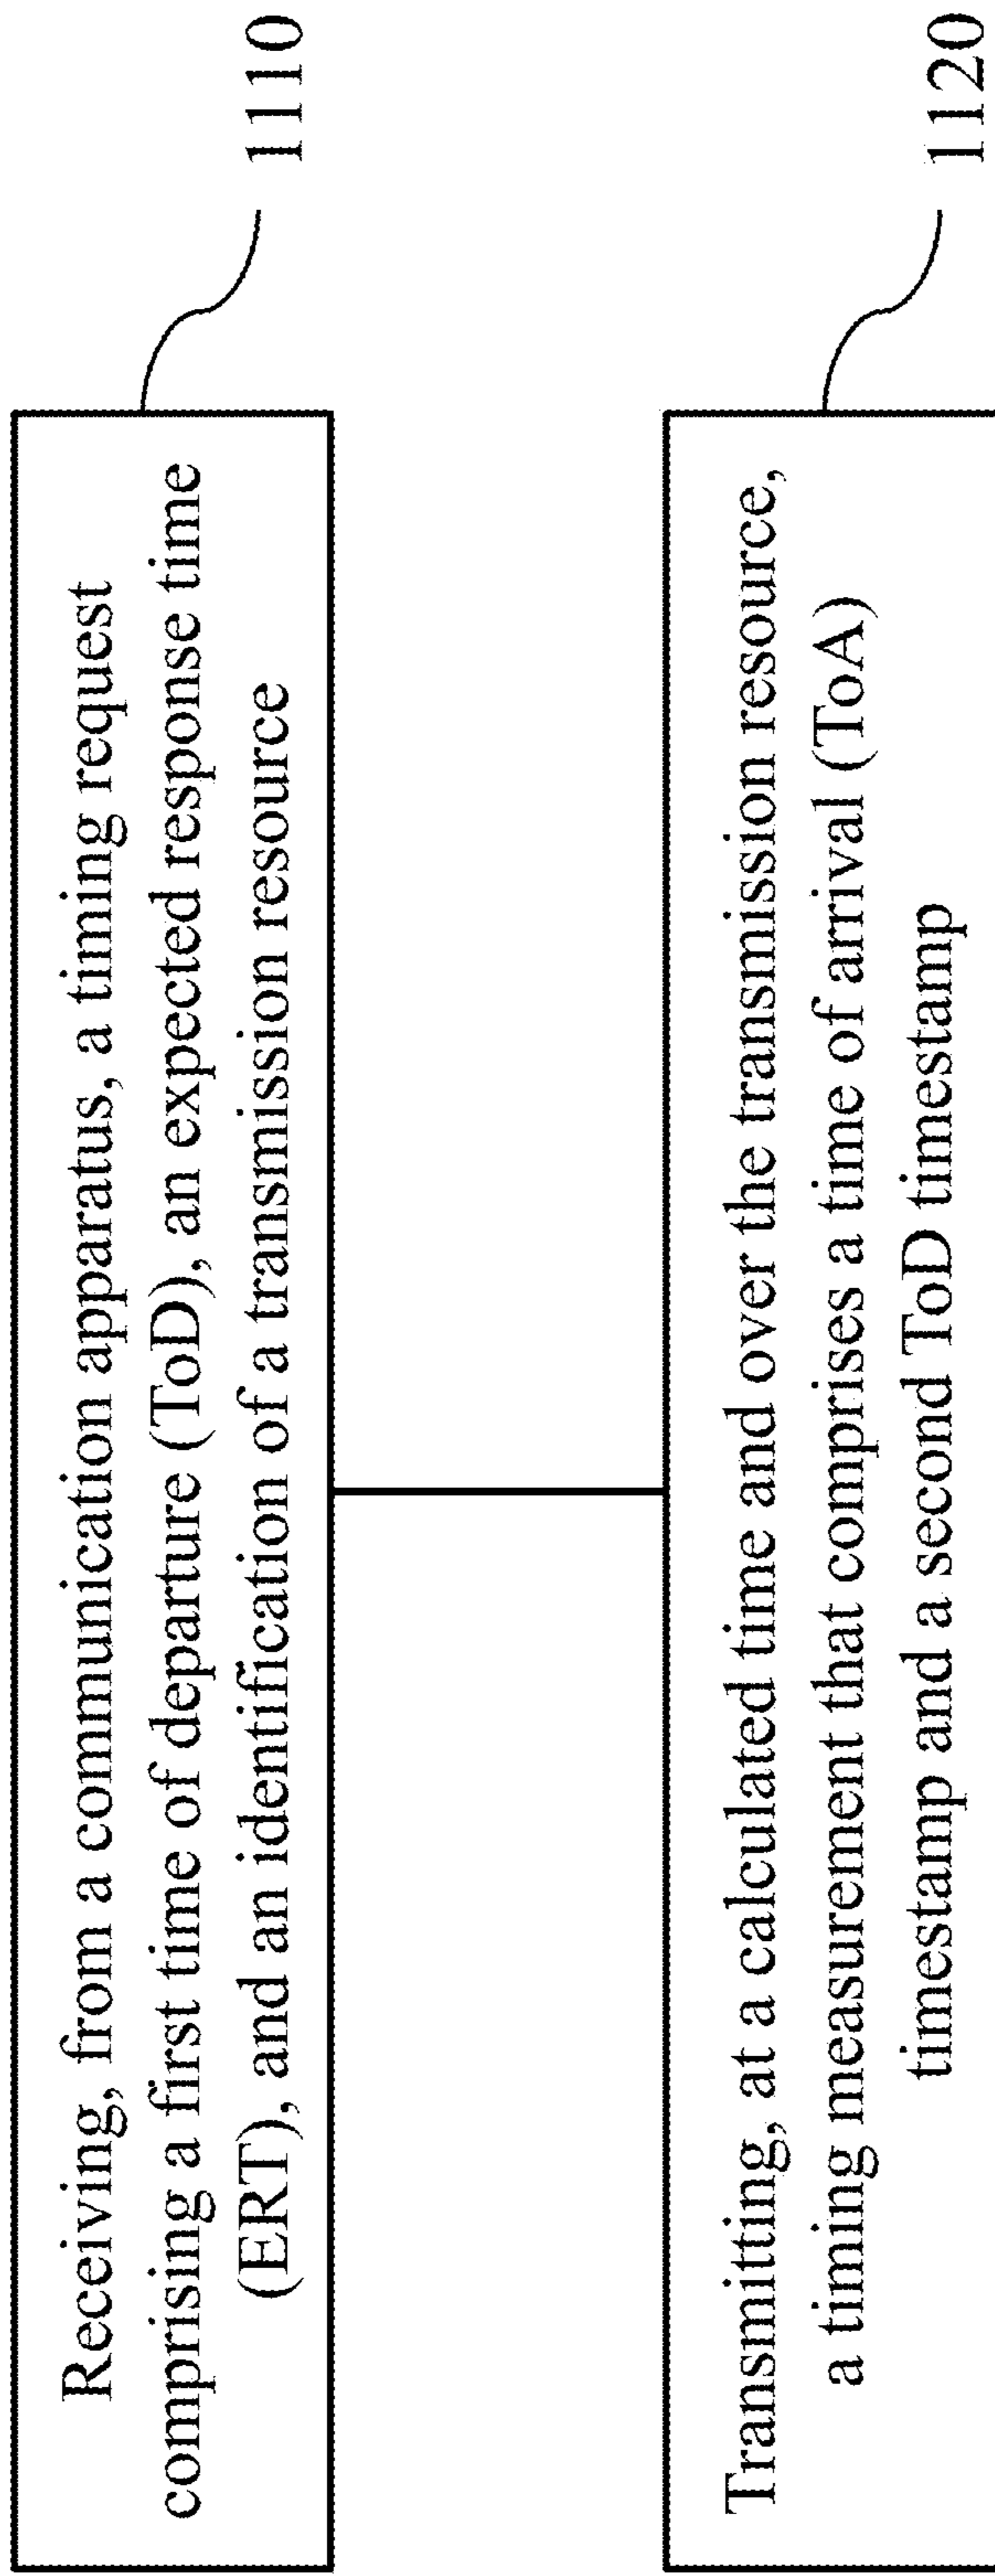 Receiving, from a communication apparatus, a timing request
comprising a first time of departure (ToD), an expected response time
(ERT), and an identification of a transmission resource
1110
Transmitting, at a calculated time and over the transmission resource,
a timing measurement that comprises a time of arrival (ToA)
timestamp and a second ToD timestamp
1120